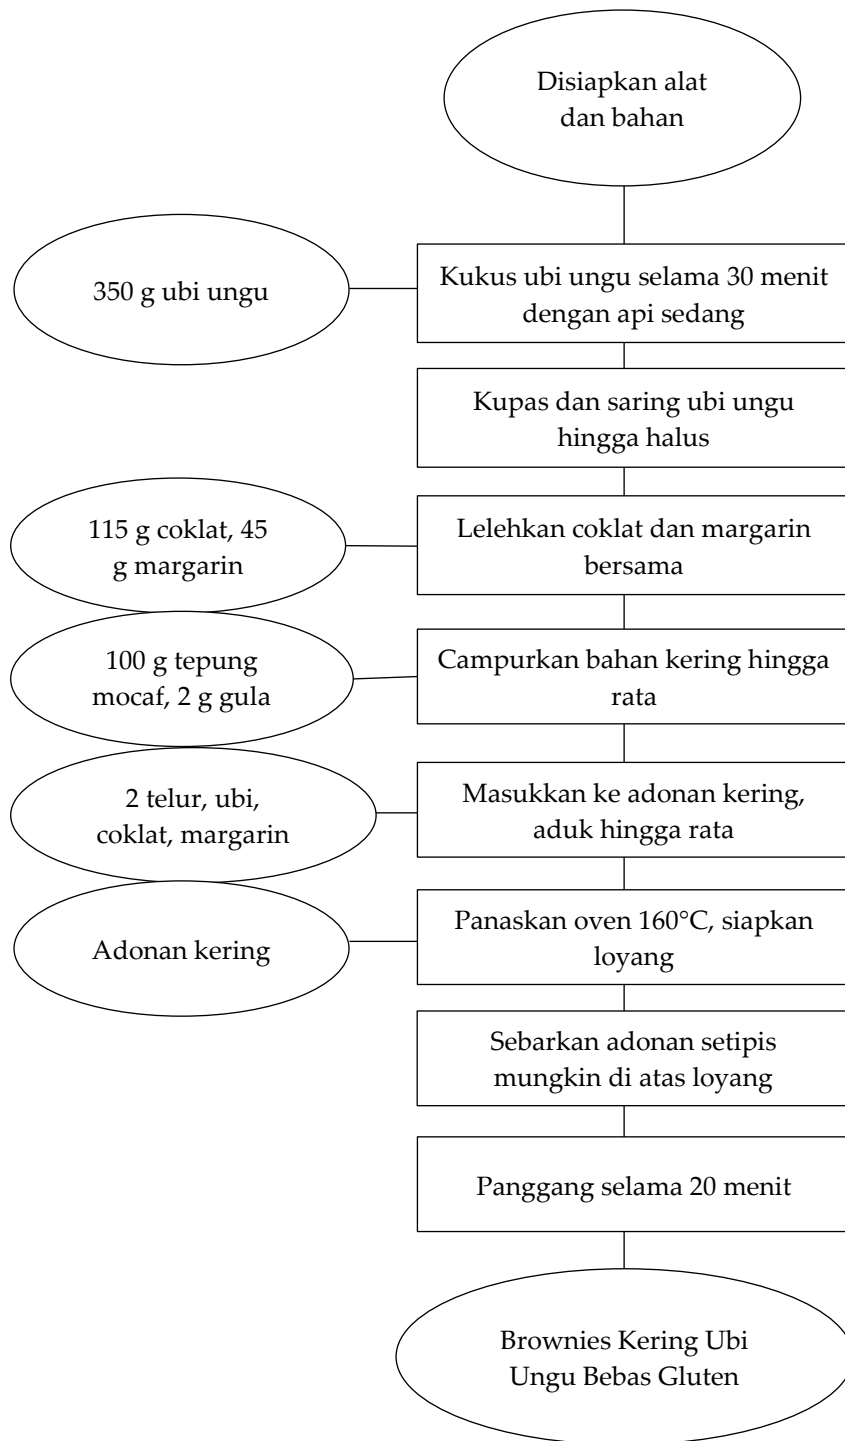 Disiapkan alat
dan bahan
350 g ubi ungu
Kukus ubi ungu selama 30 menit
dengan api sedang
Kupas dan saring ubi ungu
hingga halus
115 g coklat, 45
g margarin
Lelehkan coklat dan margarin
bersama
100 g tepung
mocaf, 2 g gula
Campurkan bahan kering hingga
rata
2 telur, ubi,
coklat, margarin
Masukkan ke adonan kering,
aduk hingga rata
Adonan kering
Panaskan oven 160°C, siapkan
loyang
Sebarkan adonan setipis
mungkin di atas loyang
Panggang selama 20 menit
Brownies Kering Ubi
Ungu Bebas Gluten